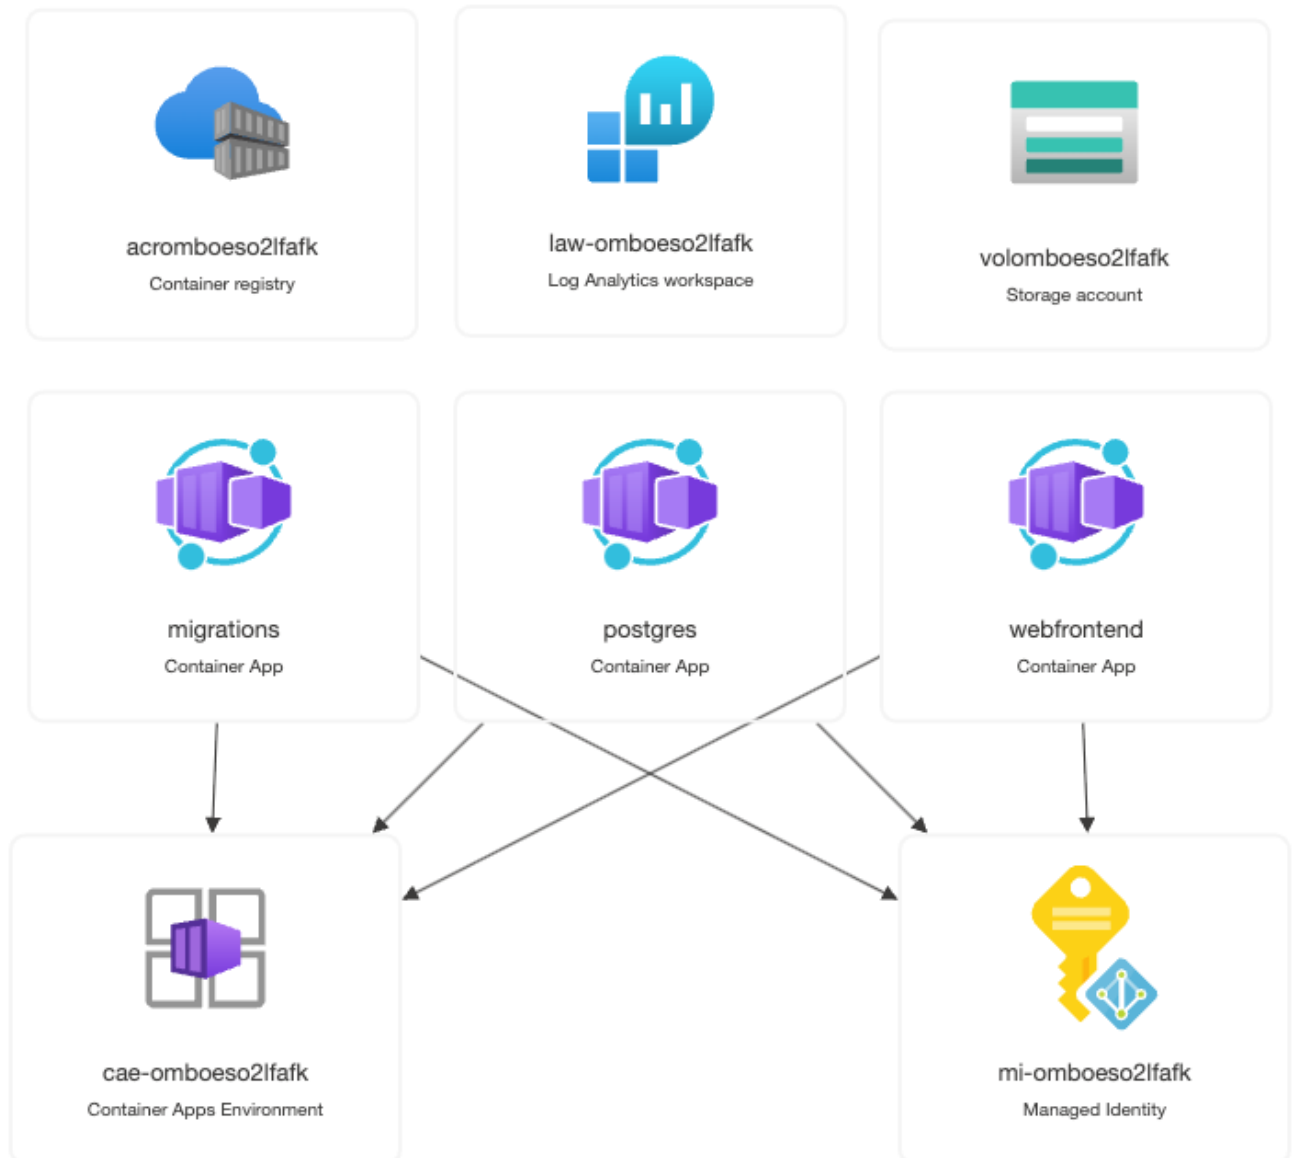 acromboeso2lfafk
Container registry
law-omboeso2lfafk
Log Analytics workspace
volomboeso2lfafk
Storage account
migrations
Container App
postgres
Container App
webfrontend
Container App
cae-omboeso2lfafk
Container Apps Environment
mi-omboeso2lfafk
Managed Identity